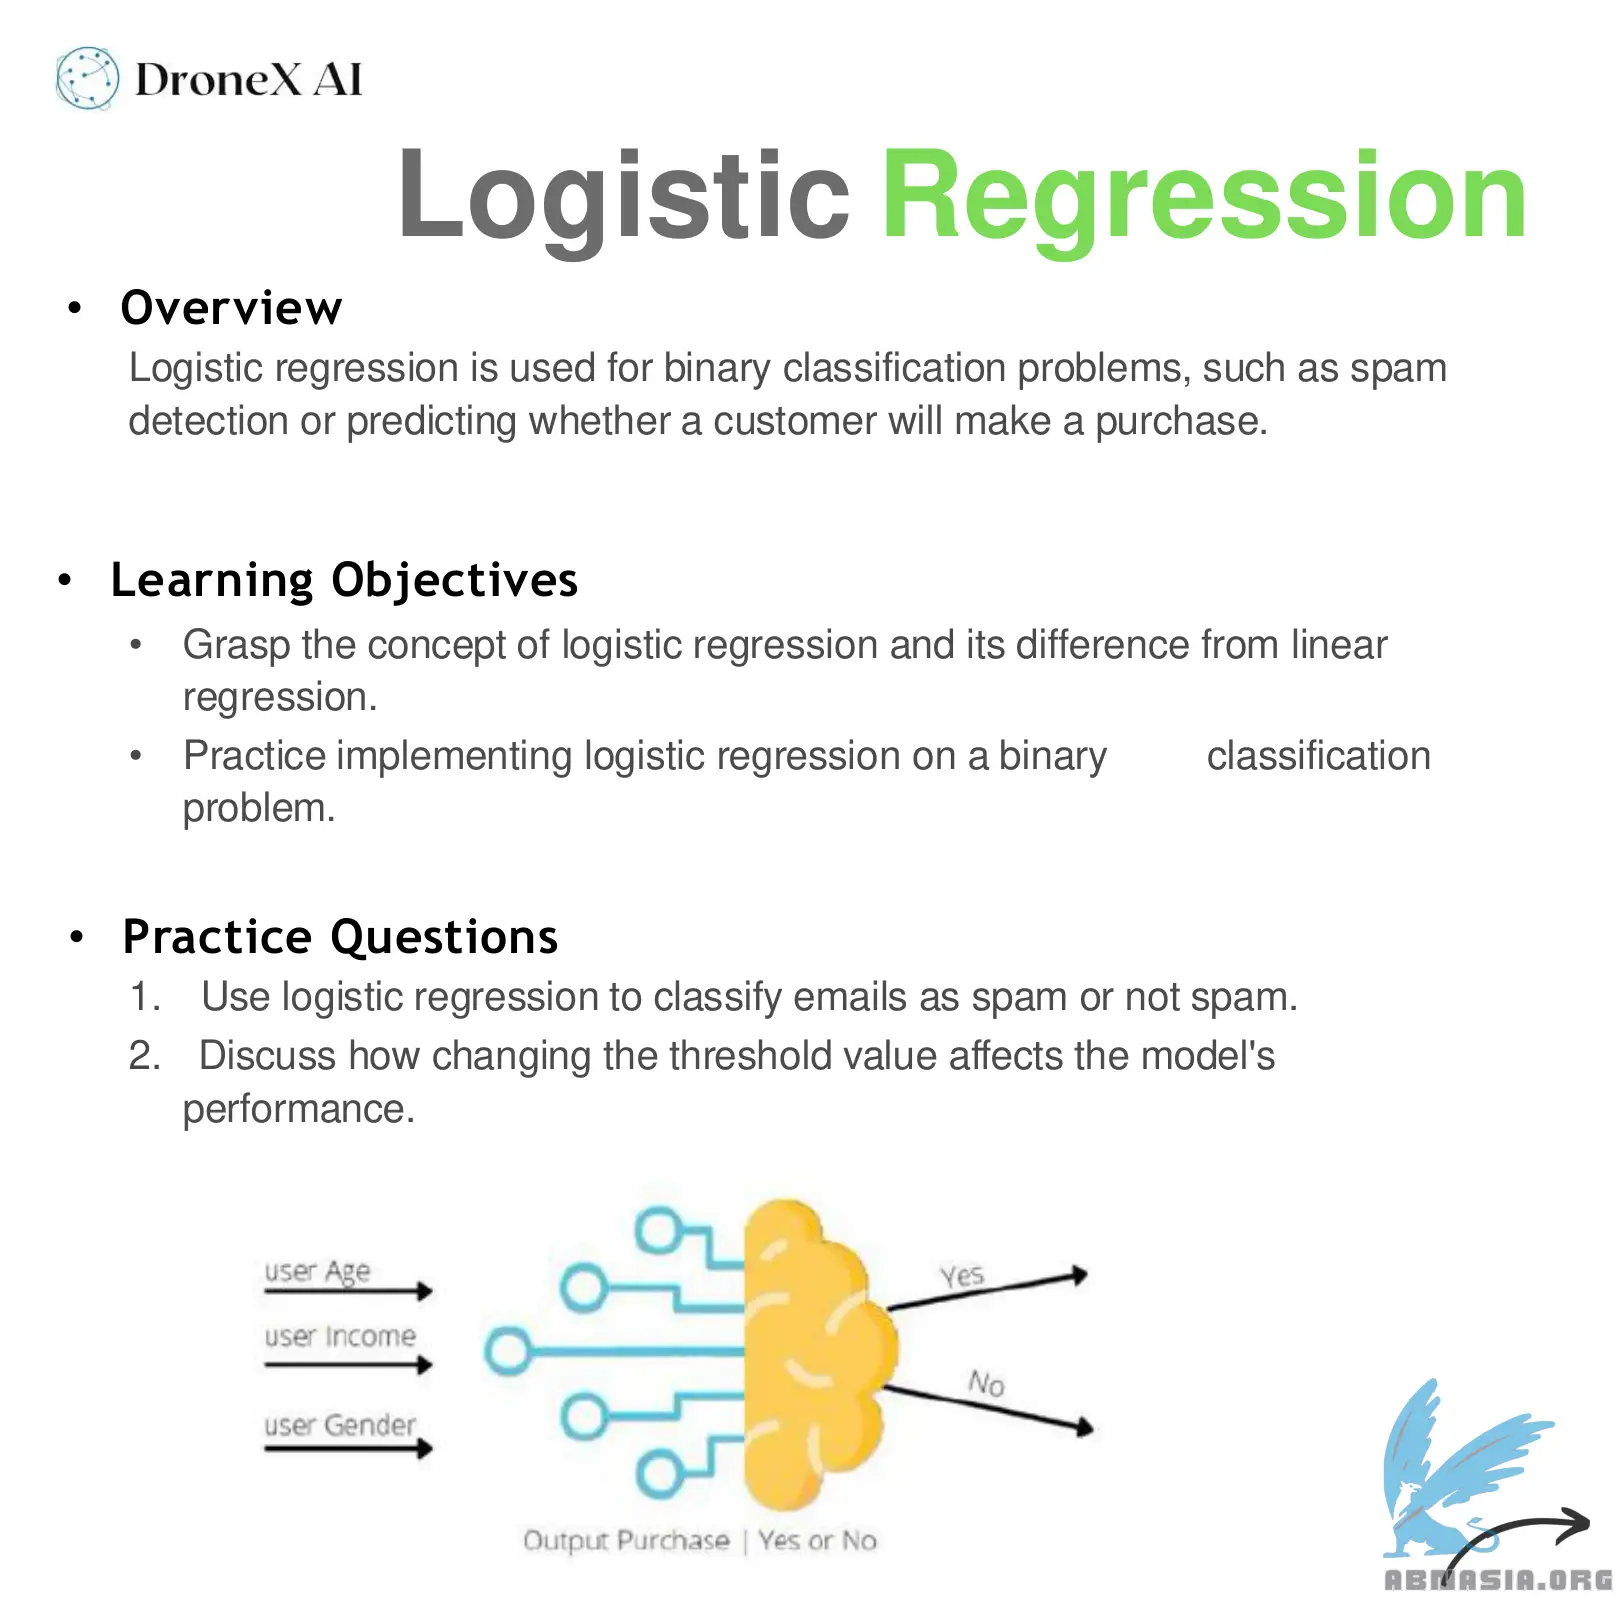 DroneX AI
Logistic Regression
• Overview
Logistic regression is used for binary classification problems, such as spam
detection or predicting whether a customer will make a purchase.
• Learning Objectives
• Grasp the concept of logistic regression and its difference from linear
regression.
• Practice implementing logistic regression on a binary classification
problem.
• Practice Questions
1. Use logistic regression to classify emails as spam or not spam.
2. Discuss how changing the threshold value affects the model's
performance.
user Age
user Income
user Gender
Yes
No
Output Purchase | Yes or No
ABNASIA.ORG